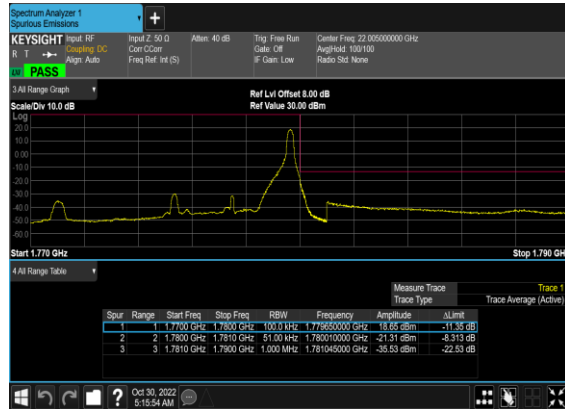 Spectrum Analyzer 1
Spurious Emissions
+
KEYSIGHT Input: RF Input Z: 50 Ω Atten: 40 dB Trig: Free Run Center Freq: 22.005000000 GHz
R T Coupling: DC Corr CCorr Gate: Off Avg|Hold: 100/100
Align: Auto Freq Ref: Int (S) IF Gain: Low Radio Std: None
PASS
3 All Range Graph
Ref Lvl Offset 8.00 dB
Scale/Div 10.0 dB Ref Value 30.00 dBm
Log
20.0
10.0
0.00
-10.0
-20.0
-30.0
-40.0
-50.0
-60.0
Start 1.770 GHz Stop 1.790 GH
4 All Range Table
Measure Trace Trace 1
Trace Type Trace Average (Active)
Spur Range Start Freq Stop Freq RBW Frequency Amplitude ΔLimit
1 1 1.7700 GHz 1.7800 GHz 100.0 kHz 1.779650000 GHz 18.65 dBm -11.35 dB
2 2 1.7800 GHz 1.7810 GHz 51.00 kHz 1.780010000 GHz -21.31 dBm -8.313 dB
3 3 1.7810 GHz 1.7900 GHz 1.000 MHz 1.781045000 GHz -35.53 dBm -22.53 dB
? Oct 30, 2022
5:15:54 AM